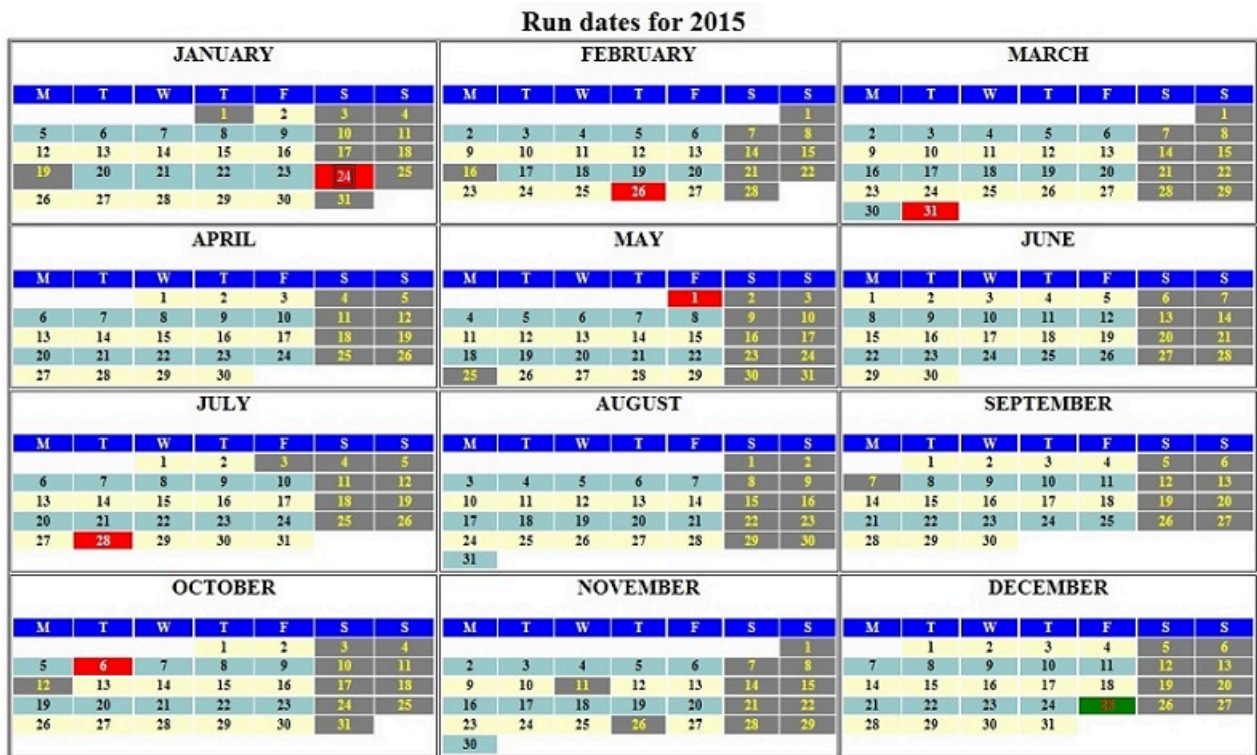 Run dates for 2015
JANUARY
M T W T F S S
1 2 3 4
5 6 7 8 9 10 11
12 13 14 15 16 17 18
19 20 21 22 23 24 25
26 27 28 29 30 31
FEBRUARY
M T W T F S S
1
2 3 4 5 6 7 8
9 10 11 12 13 14 15
16 17 18 19 20 21 22
23 24 25 26 27 28
MARCH
M T W T F S S
1
2 3 4 5 6 7 8
9 10 11 12 13 14 15
16 17 18 19 20 21 22
23 24 25 26 27 28 29
30 31
APRIL
M T W T F S S
1 2 3 4 5
6 7 8 9 10 11 12
13 14 15 16 17 18 19
20 21 22 23 24 25 26
27 28 29 30
MAY
M T W T F S S
1 2 3
4 5 6 7 8 9 10
11 12 13 14 15 16 17
18 19 20 21 22 23 24
25 26 27 28 29 30 31
JUNE
M T W T F S S
1 2 3 4 5 6 7
8 9 10 11 12 13 14
15 16 17 18 19 20 21
22 23 24 25 26 27 28
29 30
JULY
M T W T F S S
1 2 3 4 5
6 7 8 9 10 11 12
13 14 15 16 17 18 19
20 21 22 23 24 25 26
27 28 29 30 31
AUGUST
M T W T F S S
1 2
3 4 5 6 7 8 9
10 11 12 13 14 15 16
17 18 19 20 21 22 23
24 25 26 27 28 29 30
31
SEPTEMBER
M T W T F S S
1 2 3 4 5 6
7 8 9 10 11 12 13
14 15 16 17 18 19 20
21 22 23 24 25 26 27
28 29 30
OCTOBER
M T W T F S S
1 2 3 4
5 6 7 8 9 10 11
12 13 14 15 16 17 18
19 20 21 22 23 24 25
26 27 28 29 30 31
NOVEMBER
M T W T F S S
1
2 3 4 5 6 7 8
9 10 11 12 13 14 15
16 17 18 19 20 21 22
23 24 25 26 27 28 29
30
DECEMBER
M T W T F S S
1 2 3 4 5 6
7 8 9 10 11 12 13
14 15 16 17 18 19 20
21 22 23 24 25 26 27
28 29 30 31